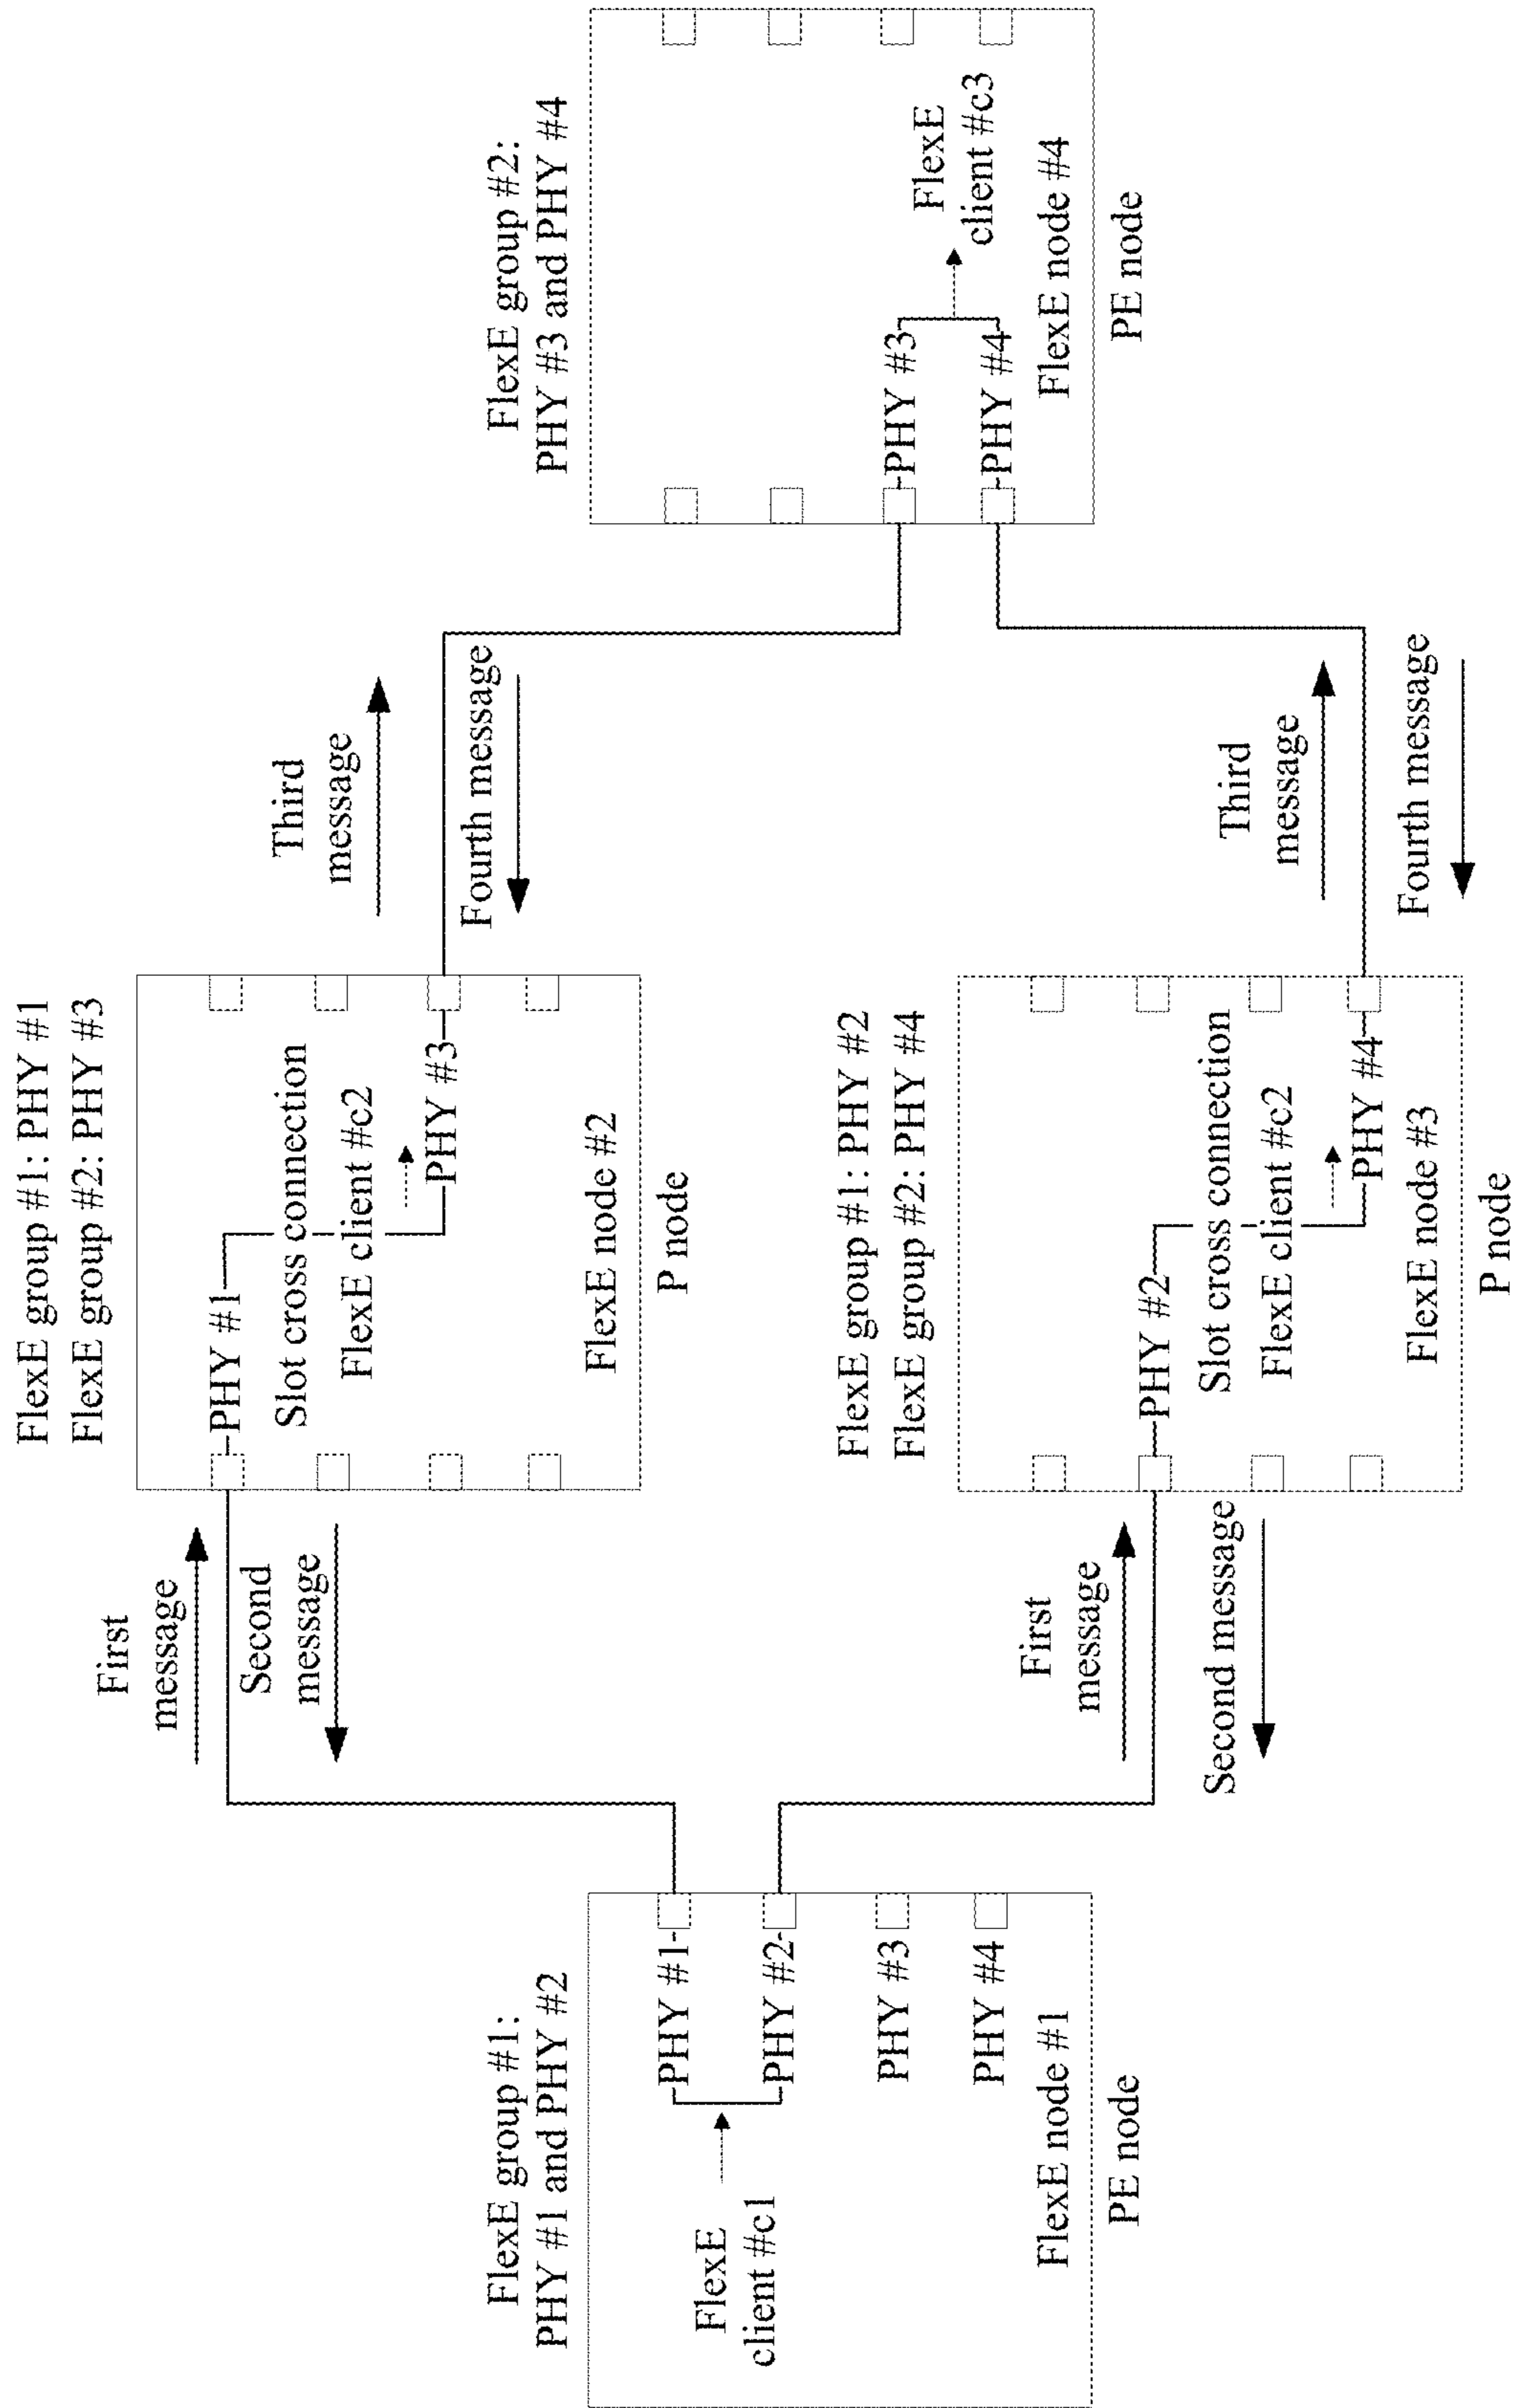 FlexE group #1:
PHY #1 and PHY #2
FlexE
client #c1
PHY #1
PHY #2
PHY #3
PHY #4
FlexE node #1
PE node
First
message
Second
message
First
message
Second message
FlexE group #1: PHY #1
FlexE group #2: PHY #3
PHY #1
Slot cross connection
FlexE client #c2
PHY #3
FlexE node #2
P node
FlexE group #1: PHY #2
FlexE group #2: PHY #4
PHY #2
Slot cross connection
FlexE client #c2
PHY #4
FlexE node #3
P node
Third
message
Fourth message
Third
message
Fourth message
FlexE group #2:
PHY #3 and PHY #4
PHY #3
PHY #4
FlexE
client #c3
FlexE node #4
PE node